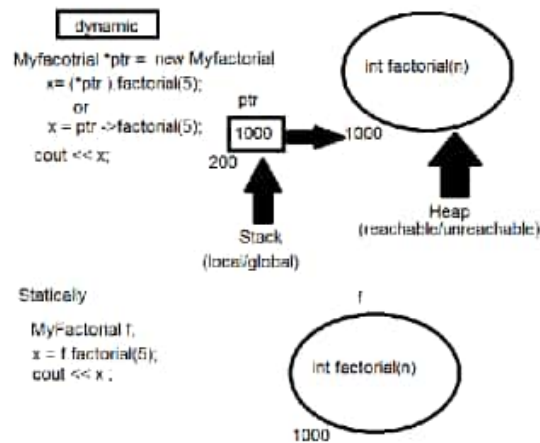 dynamic
Myfacotrial *ptr = new Myfactorial
x= (*ptr ).factorial(5);
or
x = ptr ->factorial(5);
cout << x;
ptr
1000
200
Stack
(local/global)
int factorial(n)
1000
Heap
(reachable/unreachable)
Statically
MyFactorial f;
x = f factorial(5);
cout << x ;
f
int factorial(n)
1000